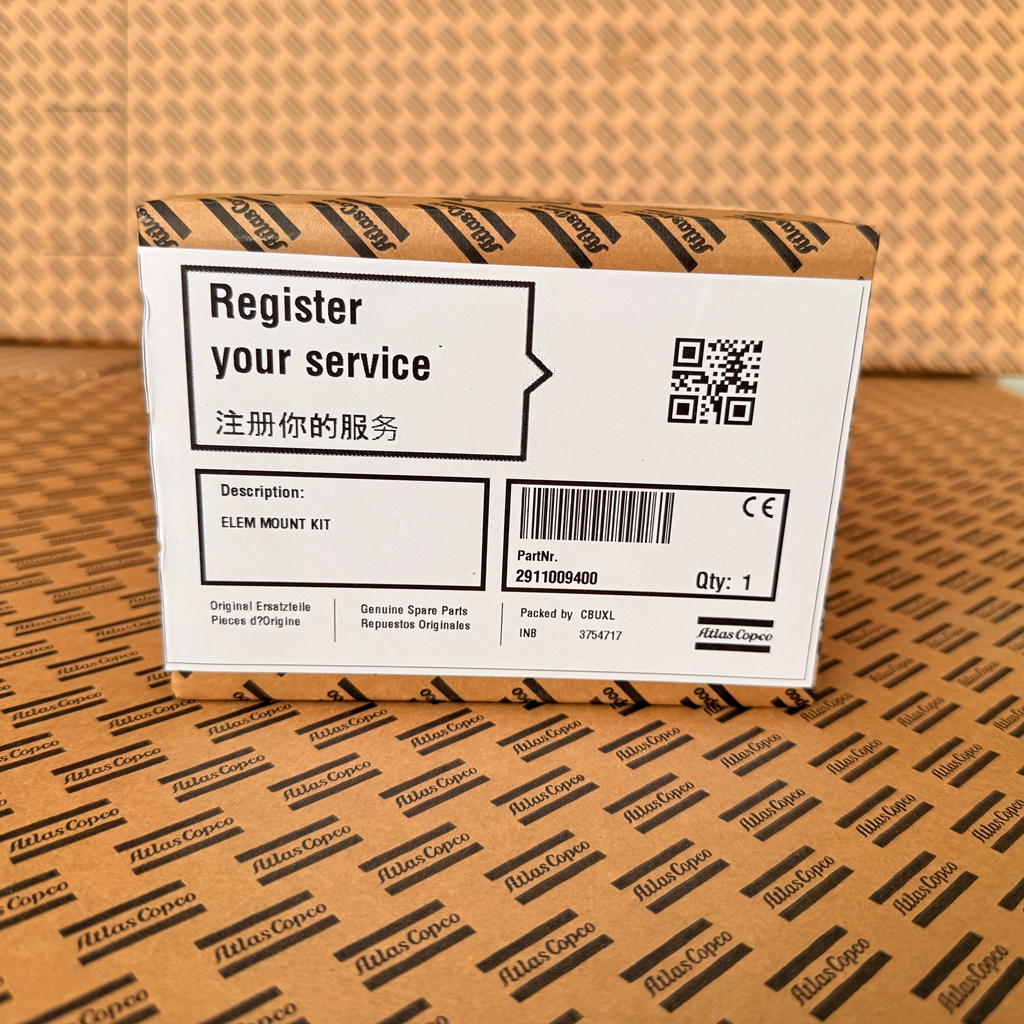 Register
your service
注册你的服务
Description:
ELEM MOUNT KIT
CE
PartNr.
2911009400
Qty: 1
Original Ersatzteile
Pieces d?Origine
Genuine Spare Parts
Repuestos Originales
Packed by CBUXL
INB 3754717
Atlas Copco